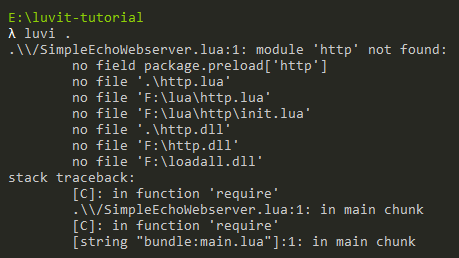 E:\luvit-tutorial
λ luvi .
.\\/SimpleEchoWebserver.lua:1: module 'http' not found:
        no field package.preload['http']
        no file '.\http.lua'
        no file 'F:\lua\http.lua'
        no file 'F:\lua\http\init.lua'
        no file '.\http.dll'
        no file 'F:\http.dll'
        no file 'F:\loadall.dll'
stack traceback:
        [C]: in function 'require'
        .\\/SimpleEchoWebserver.lua:1: in main chunk
        [C]: in function 'require'
        [string "bundle:main.lua"]:1: in main chunk